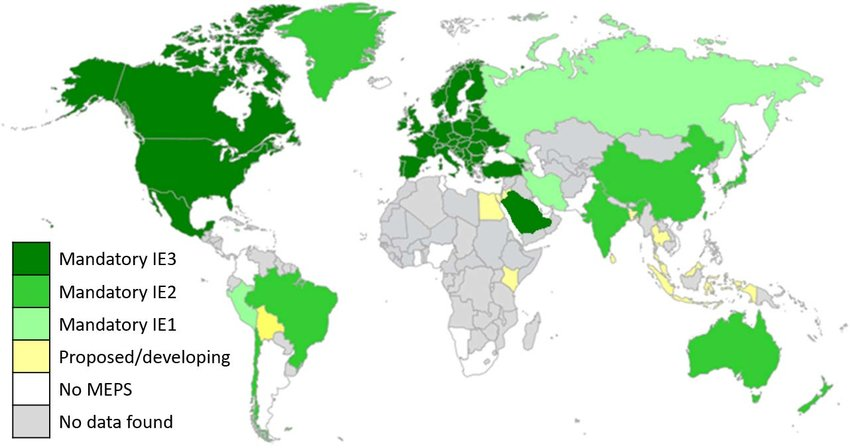 Mandatory IE3
Mandatory IE2
Mandatory IE1
Proposed/developing
No MEPS
No data found